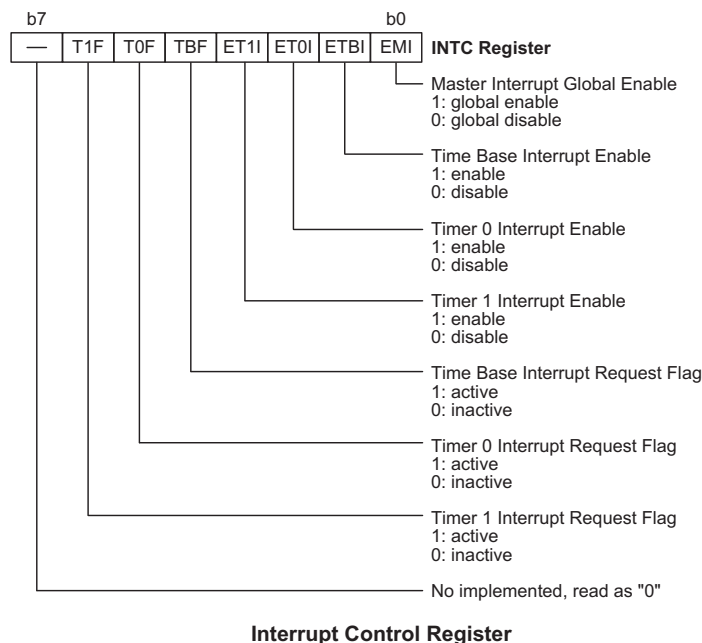 b7 b0
— T1F T0F TBF ET1I ET0I ETBI EMI INTC Register
Master Interrupt Global Enable
1: global enable
0: global disable
Time Base Interrupt Enable
1: enable
0: disable
Timer 0 Interrupt Enable
1: enable
0: disable
Timer 1 Interrupt Enable
1: enable
0: disable
Time Base Interrupt Request Flag
1: active
0: inactive
Timer 0 Interrupt Request Flag
1: active
0: inactive
Timer 1 Interrupt Request Flag
1: active
0: inactive
No implemented, read as "0"
Interrupt Control Register